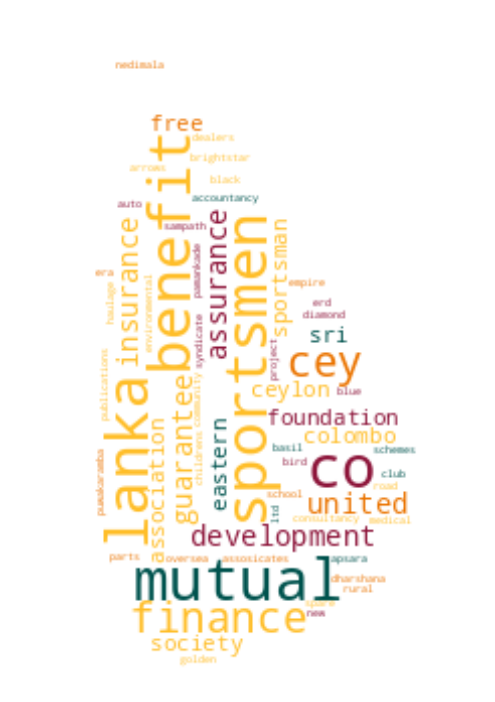 nedimala
free
dealers
benefit
brightstar
arrows
black
accountancy
auto
assurance
sportsmen
sampath
insurance
sportsman
pamankade
era
environmental
haulage
empire
erd
diamond
syndicate
sri
project
cey
publications
lanka
guarantee
community
childrens
ceylon
blue
foundation
association
eastern
colombo
basil
schemes
co
bird
pumakaramba
club
road
school
united
ltd
consultancy
medical
development
parts
oversea
assosicates
apsara
mutual
dharshana
rural
spare
finance
new
society
golden